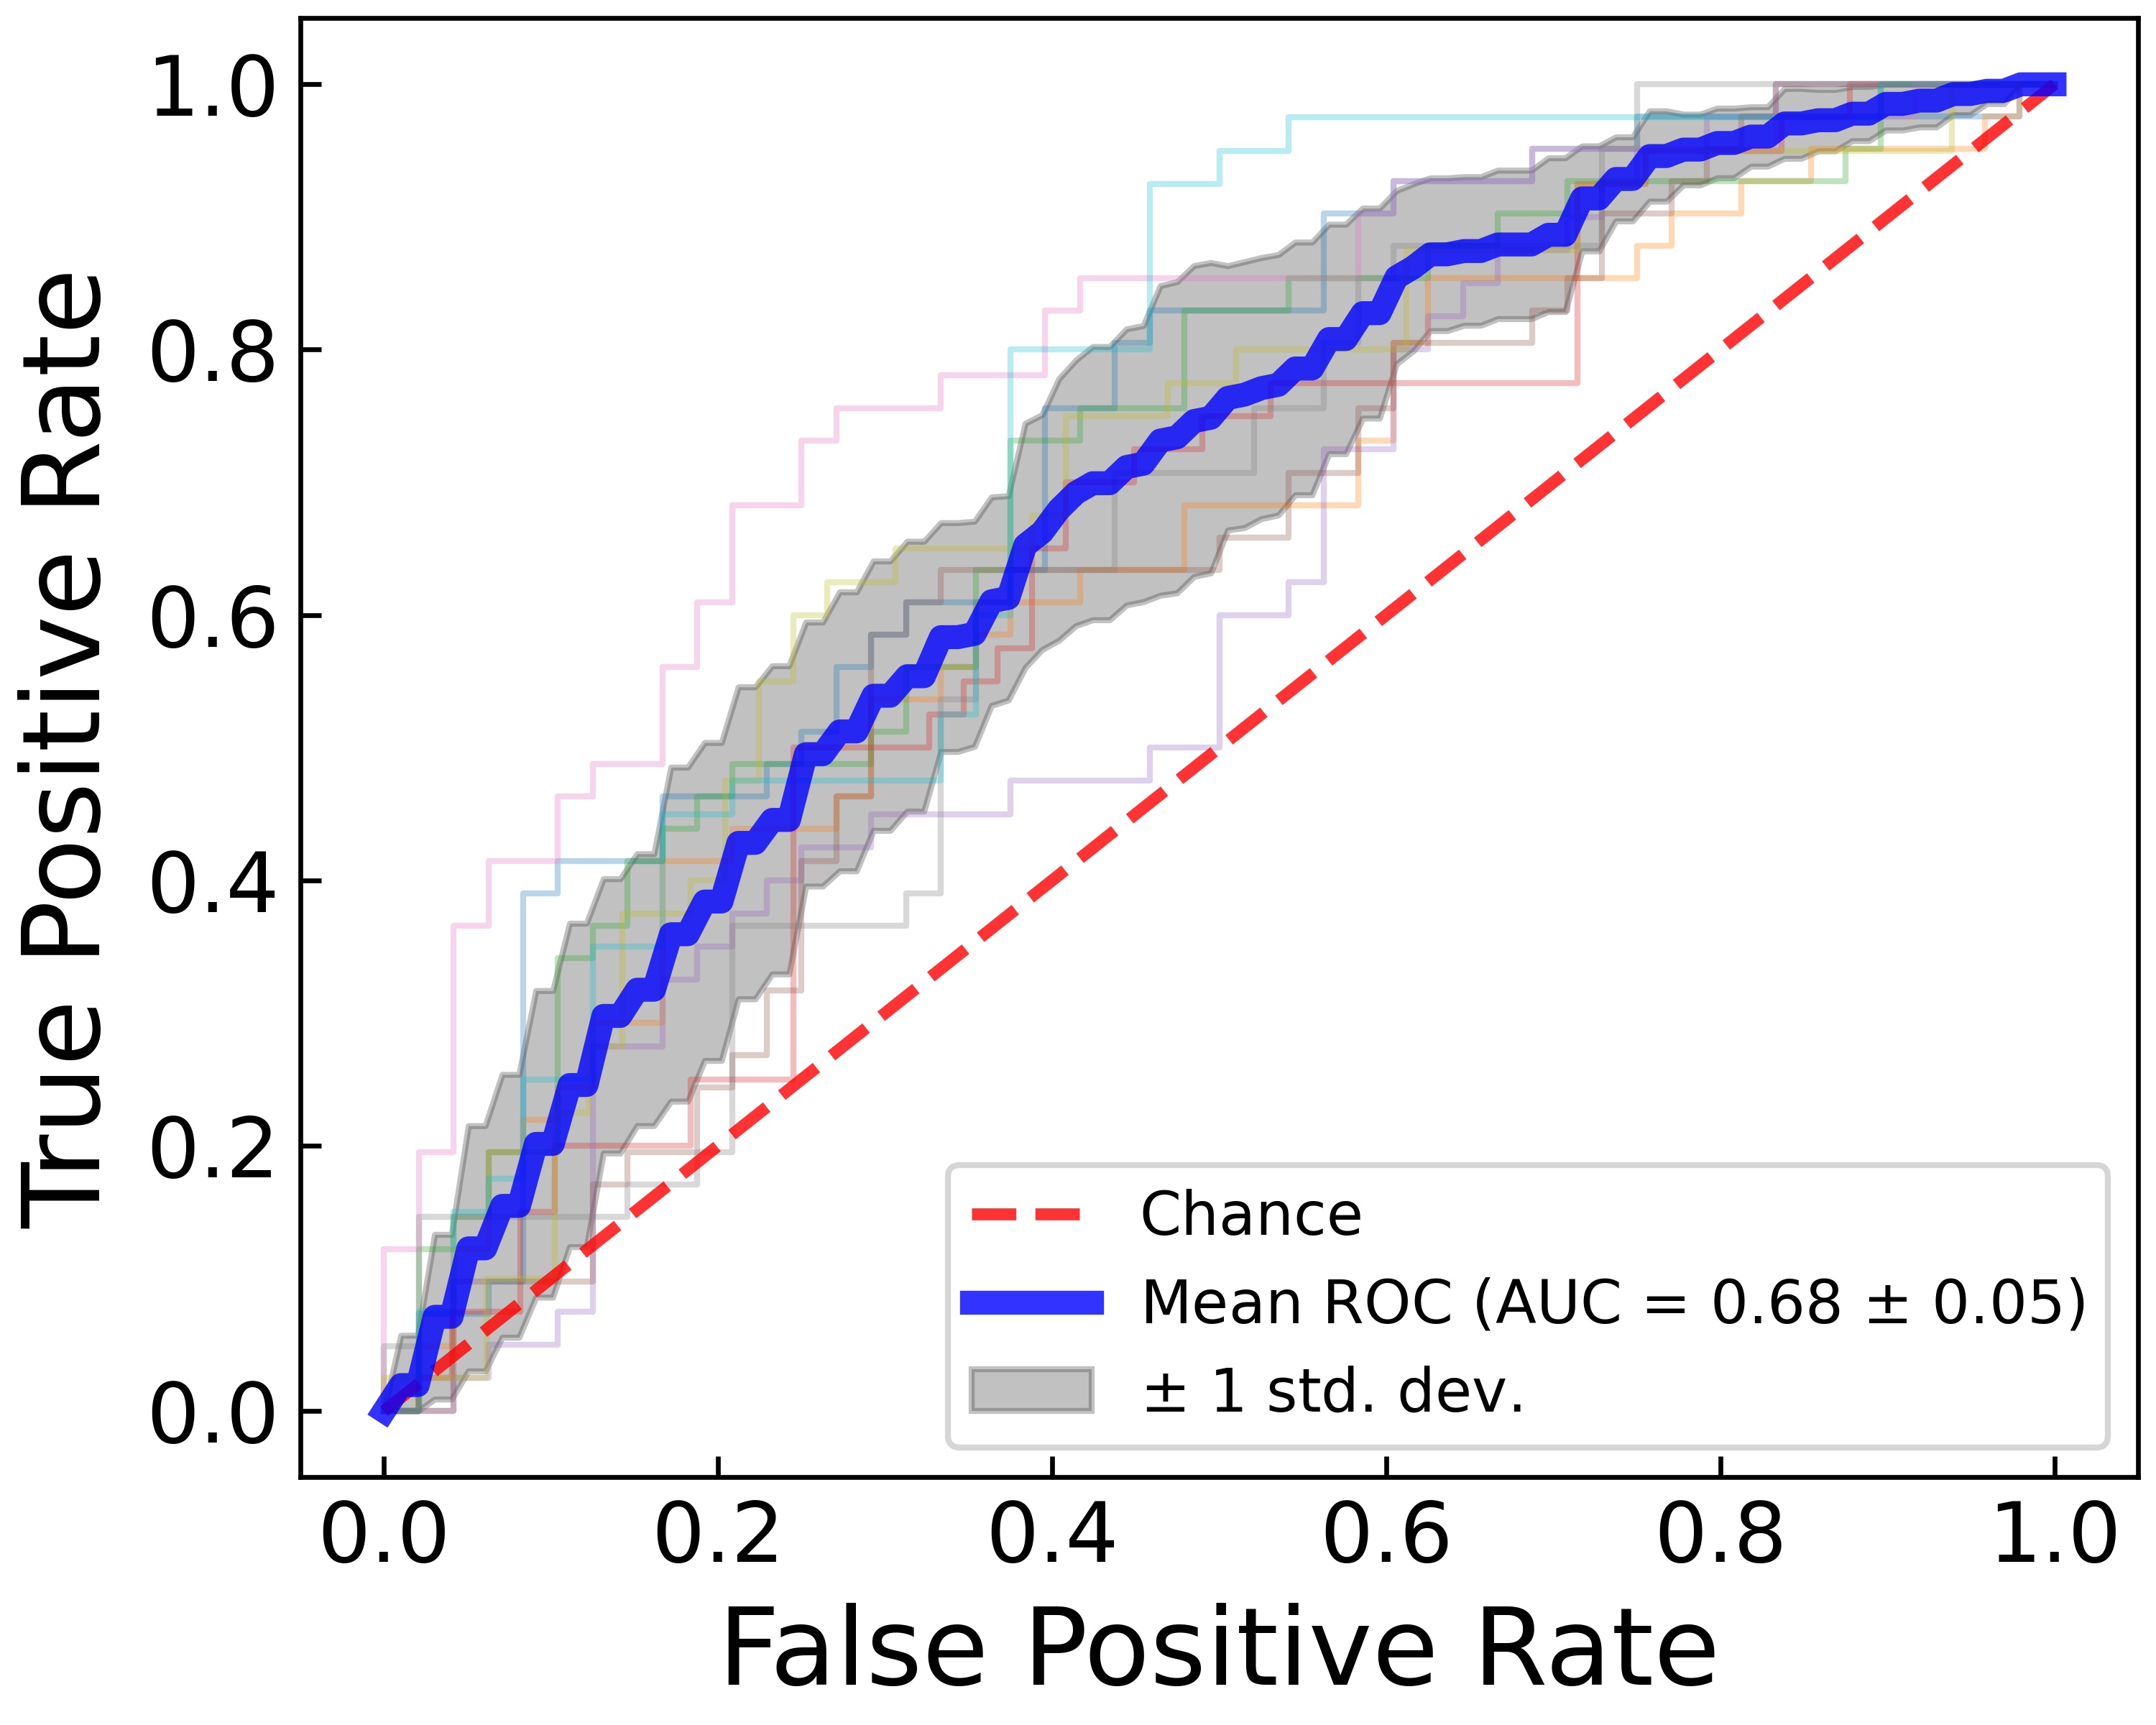 True Positive Rate
1.0
0.8
0.6
0.4
0.2
0.0
Chance
Mean ROC (AUC = 0.68 ± 0.05)
± 1 std. dev.
0.0 0.2 0.4 0.6 0.8 1.0
False Positive Rate